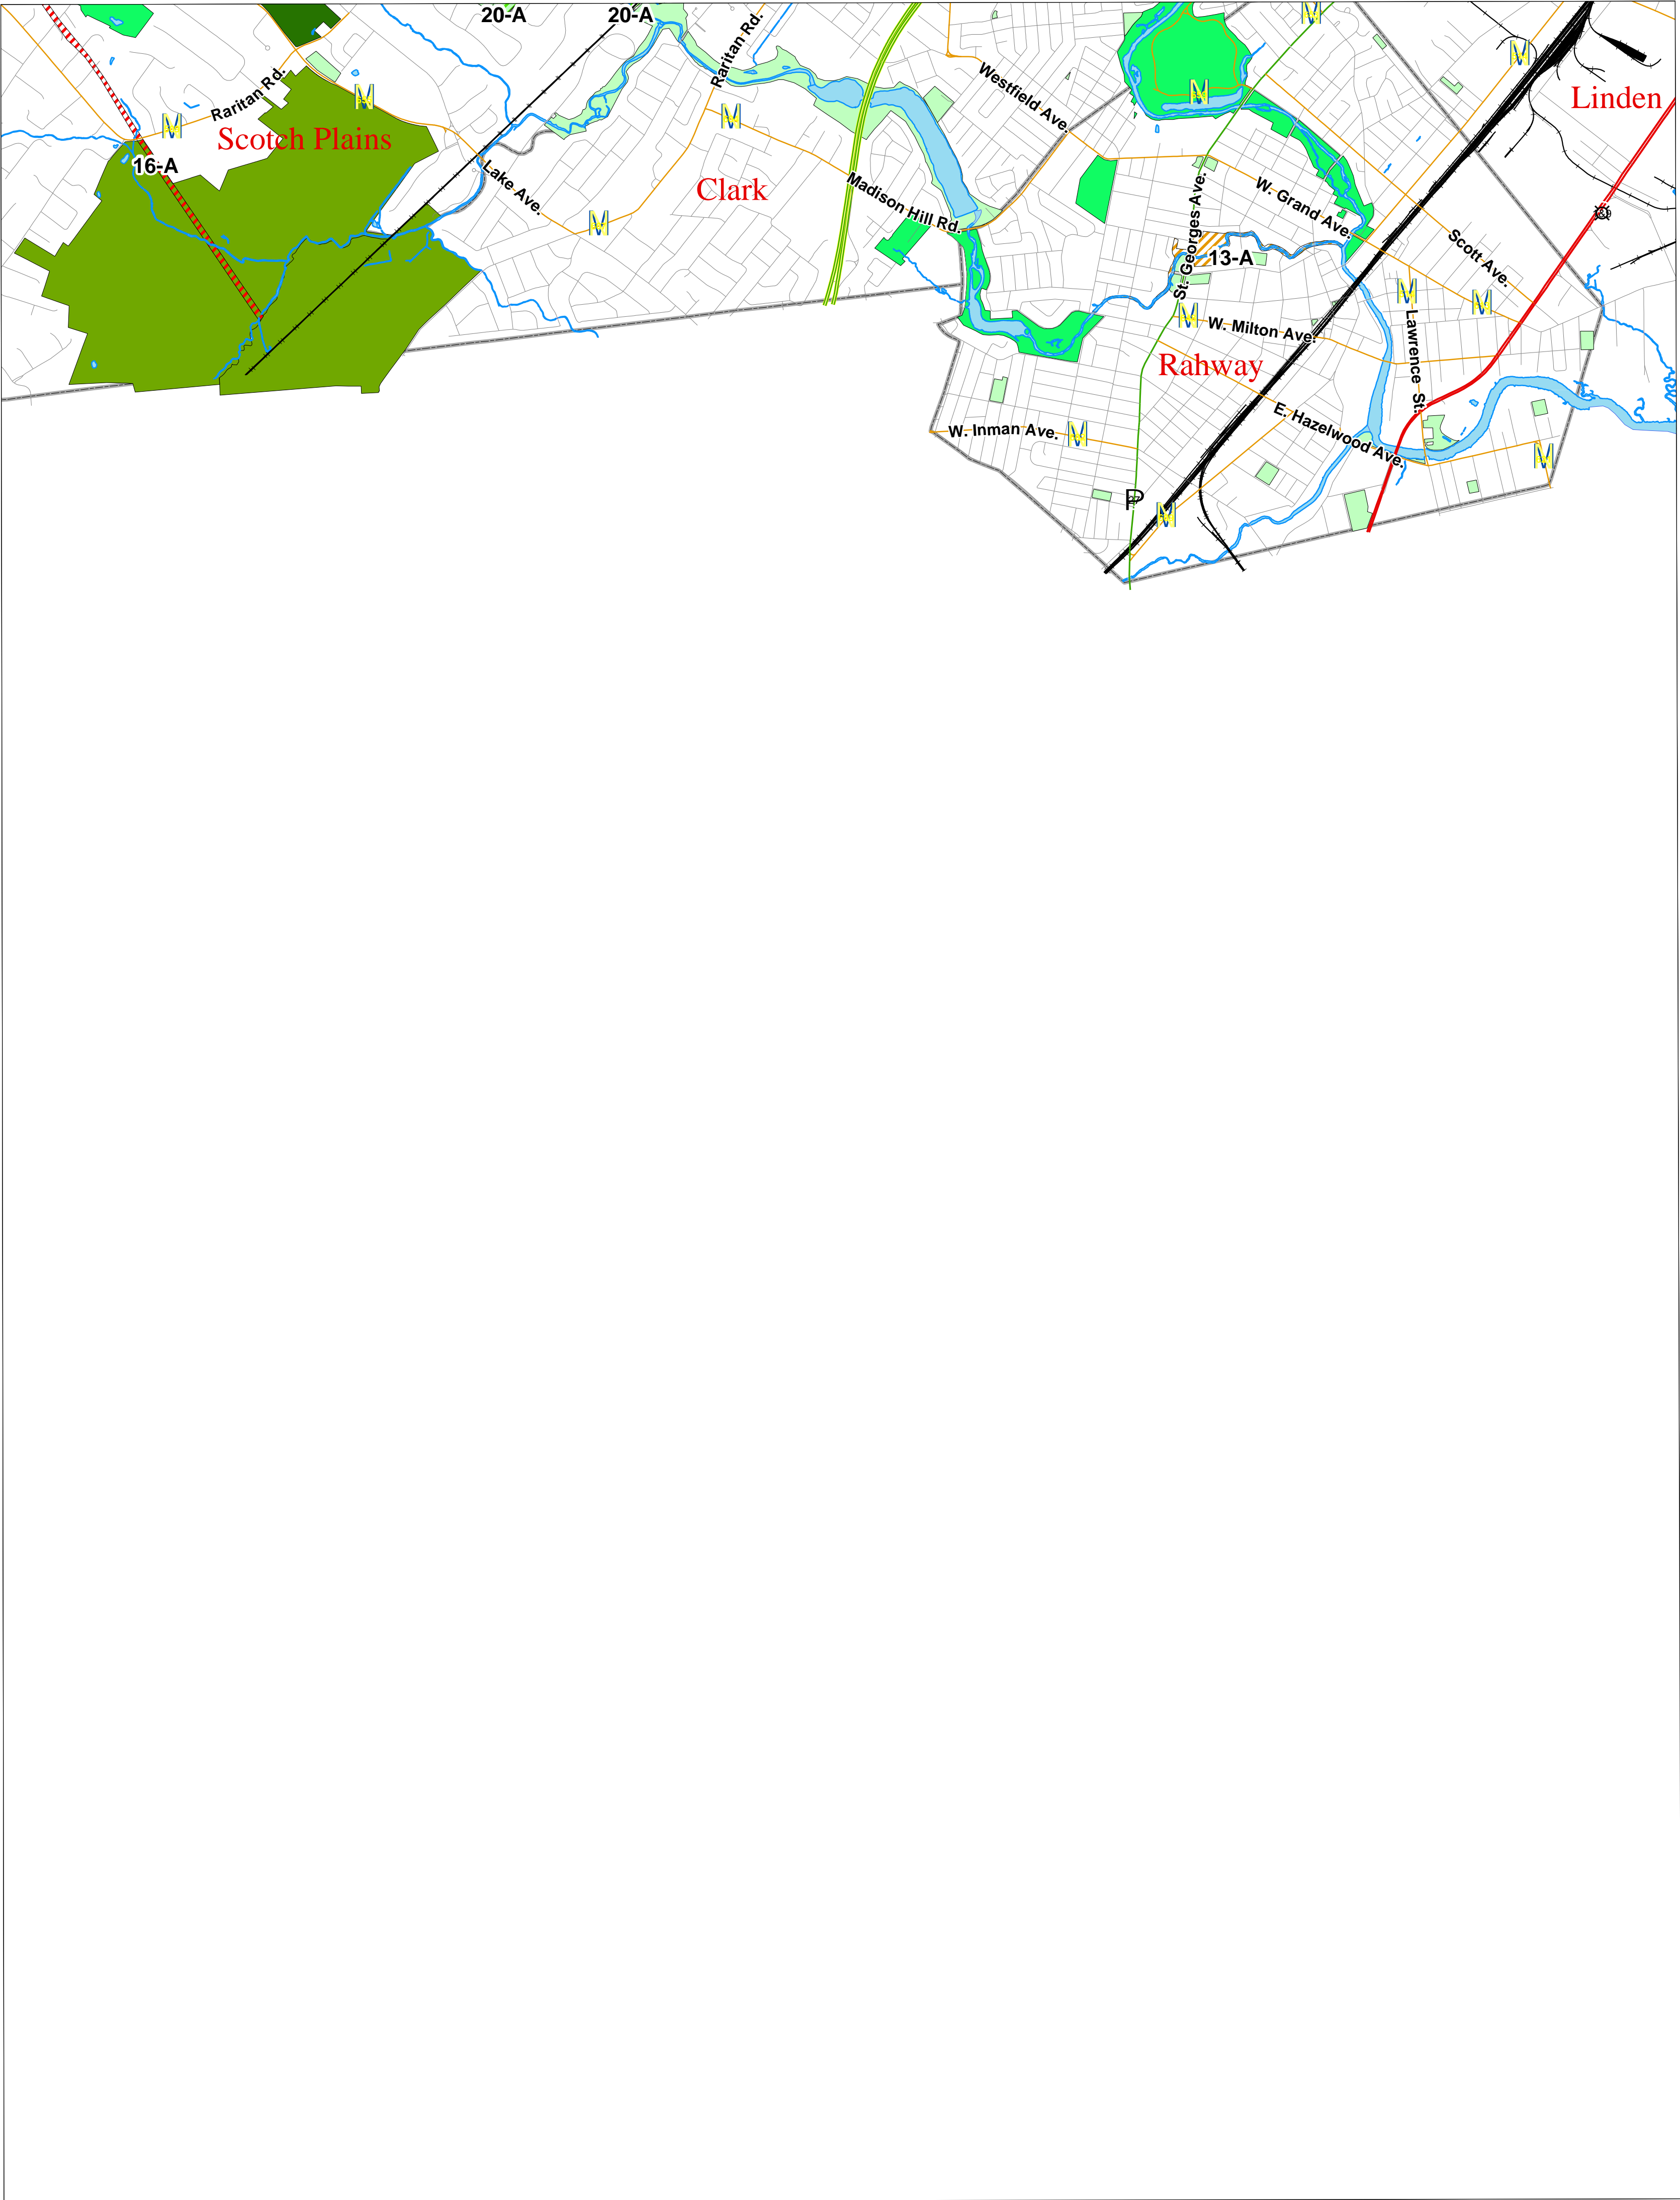 20-A
20-A
Raritan Rd.
Westfield Ave.
Linden
Raritan Rd.
Scotch Plains
16-A
Lake Ave.
Clark
Madison Hill Rd.
St. Georges Ave.
W. Grand Ave.
Scott Ave.
13-A
W. Milton Ave.
Lawrence St.
Rahway
W. Inman Ave.
E. Hazelwood Ave.
P